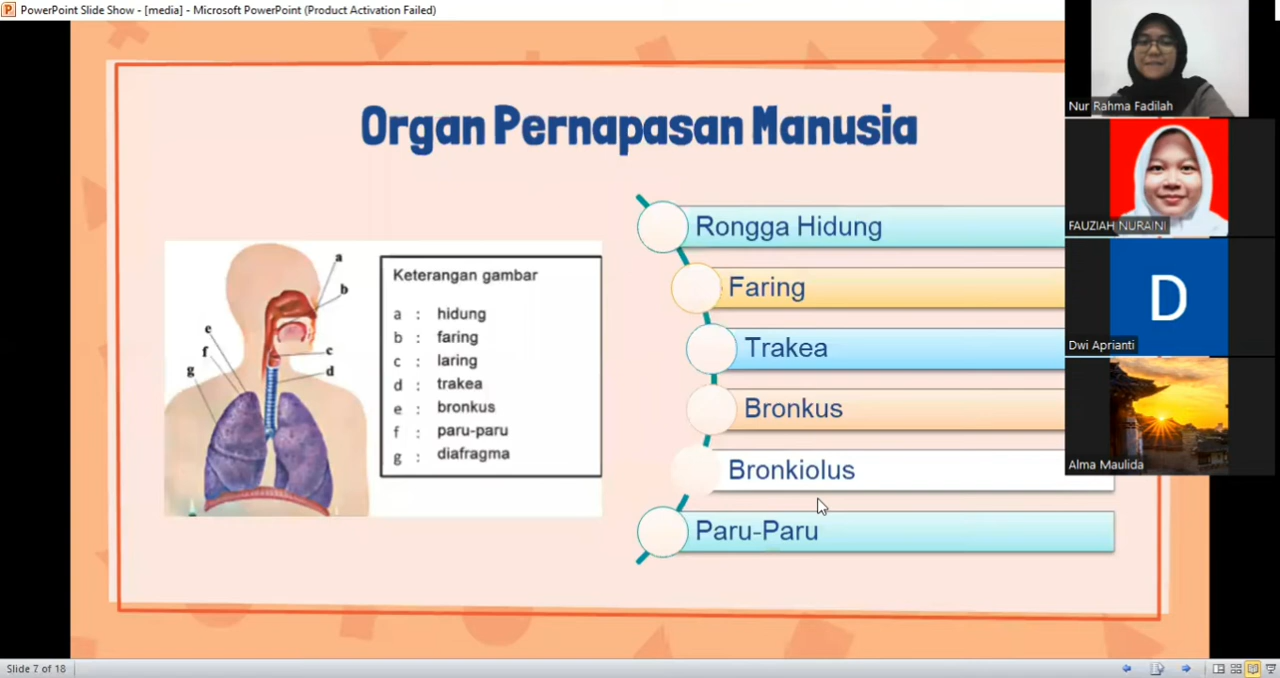 PowerPoint Slide Show - [media] - Microsoft PowerPoint (Product Activation Failed)
Organ Pernapasan Manusia
a
b
c
d
e
f
g
Keterangan gambar
a : hidung
b : faring
c : laring
d : trakea
e : bronkus
f : paru-paru
g : diafragma
Rongga Hidung
Faring
Trakea
Bronkus
Bronkiolus
Paru-Paru
Nur Rahma Fadilah
FAUZIAH NURAINI
D
Dwi Aprianti
Alma Maulida
Slide 7 of 18